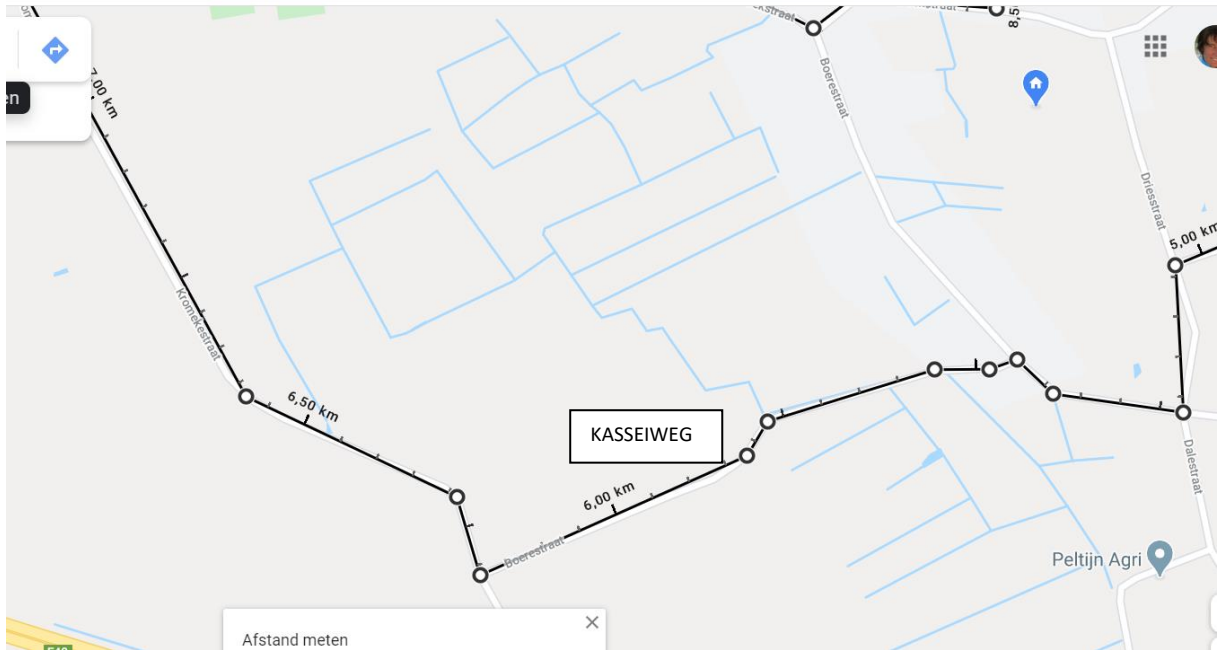 8,50
en
7,00 km
Boerestraat
Driesstraat
5,00 km
Kromekestraat
6,50 km
KASSEIWEG
6,00 km
Boerestraat
Dalestraat
Peltijn Agri
Afstand meten